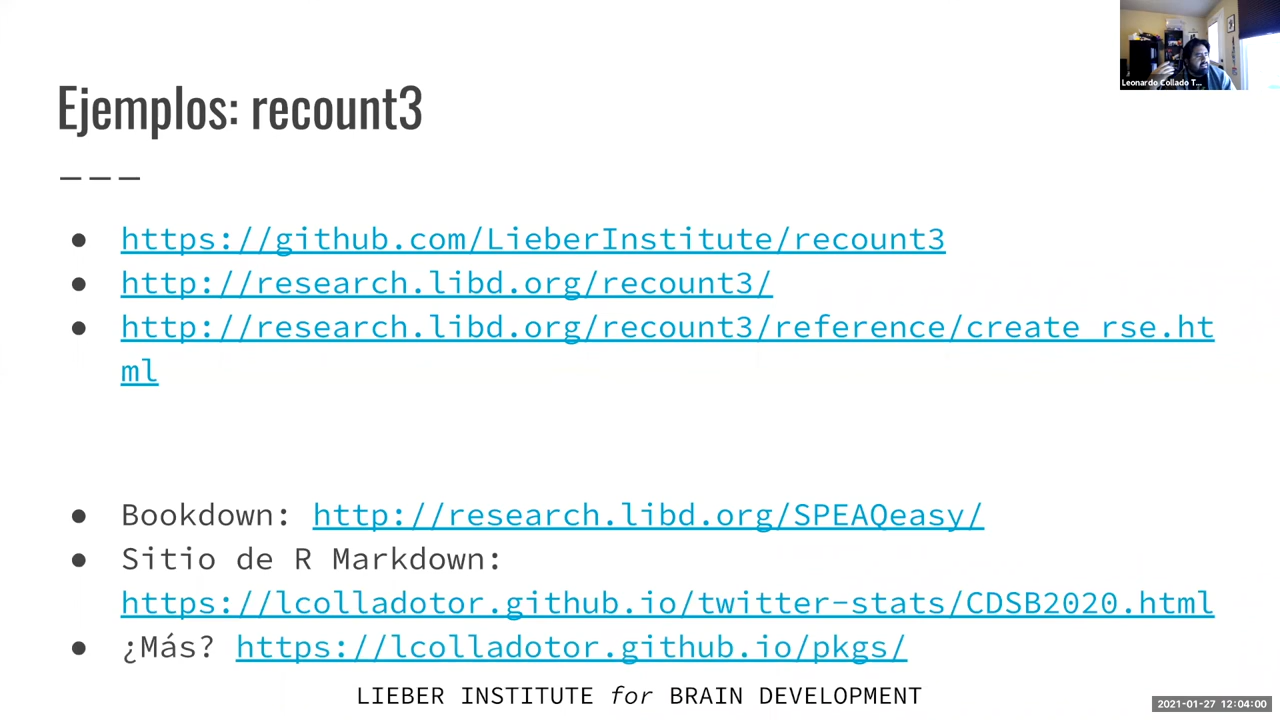 Leonardo Collado T...
Ejemplos: recount3
———
● https://github.com/LieberInstitute/recount3
● http://research.libd.org/recount3/
● http://research.libd.org/recount3/reference/create_rse.ht
ml
● Bookdown: http://research.libd.org/SPEAQeasy/
● Sitio de R Markdown:
https://lcolladotor.github.io/twitter-stats/CDSB2020.html
● ¿Más? https://lcolladotor.github.io/pkgs/
LIEBER INSTITUTE for BRAIN DEVELOPMENT
2021-01-27 12:04:00